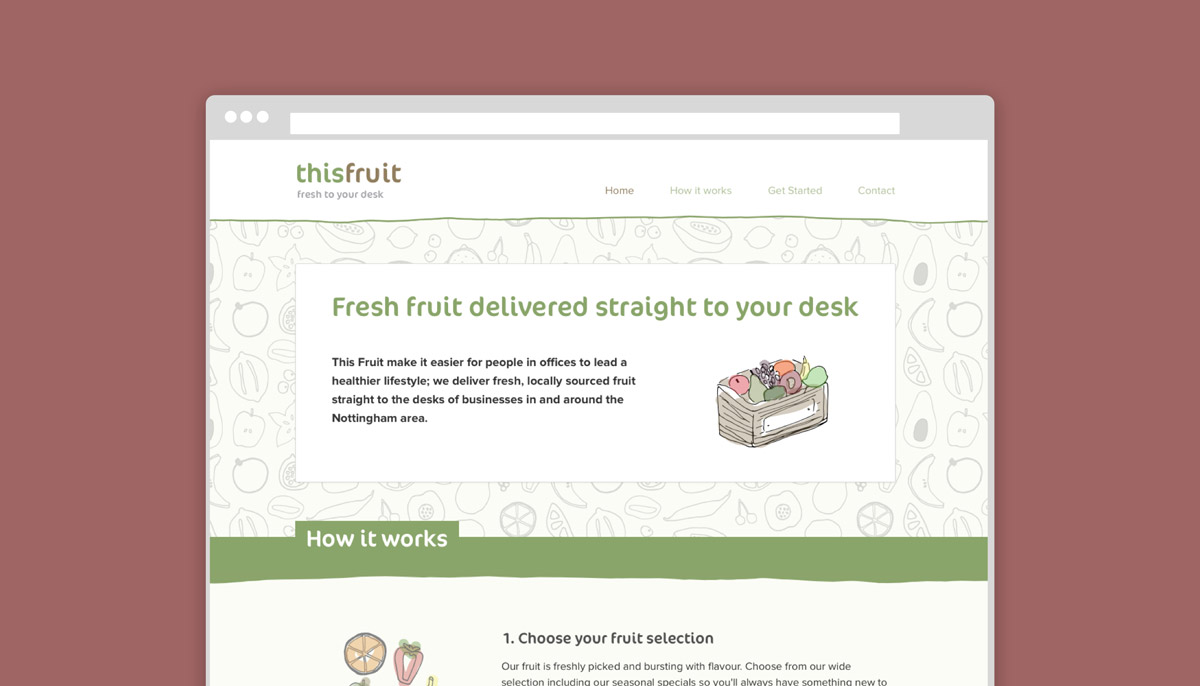 thisfruit
fresh to your desk
Home
How it works
Get Started
Contact
Fresh fruit delivered straight to your desk
This Fruit make it easier for people in offices to lead a
healthier lifestyle; we deliver fresh, locally sourced fruit
straight to the desks of businesses in and around the
Nottingham area.
How it works
1. Choose your fruit selection
Our fruit is freshly picked and bursting with flavour. Choose from our wide
selection including our seasonal specials so you'll always have something new to